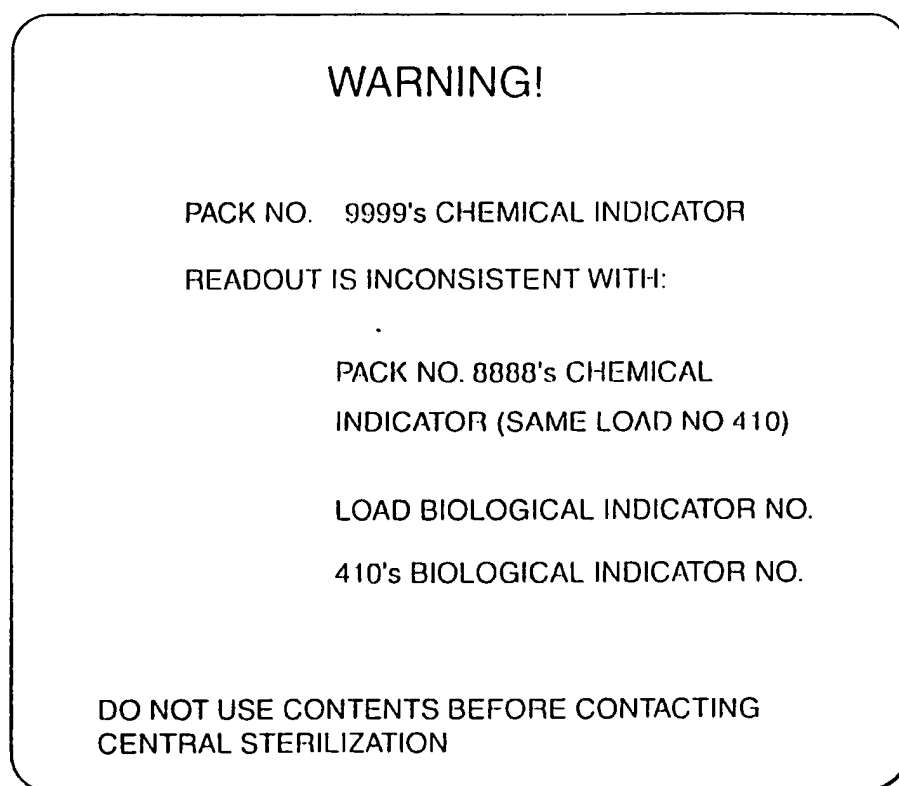 WARNING!
PACK NO. 9999's CHEMICAL INDICATOR
READOUT IS INCONSISTENT WITH:
PACK NO. 8888's CHEMICAL
INDICATOR (SAME LOAD NO 410)
LOAD BIOLOGICAL INDICATOR NO.
410's BIOLOGICAL INDICATOR NO.
DO NOT USE CONTENTS BEFORE CONTACTING
CENTRAL STERILIZATION